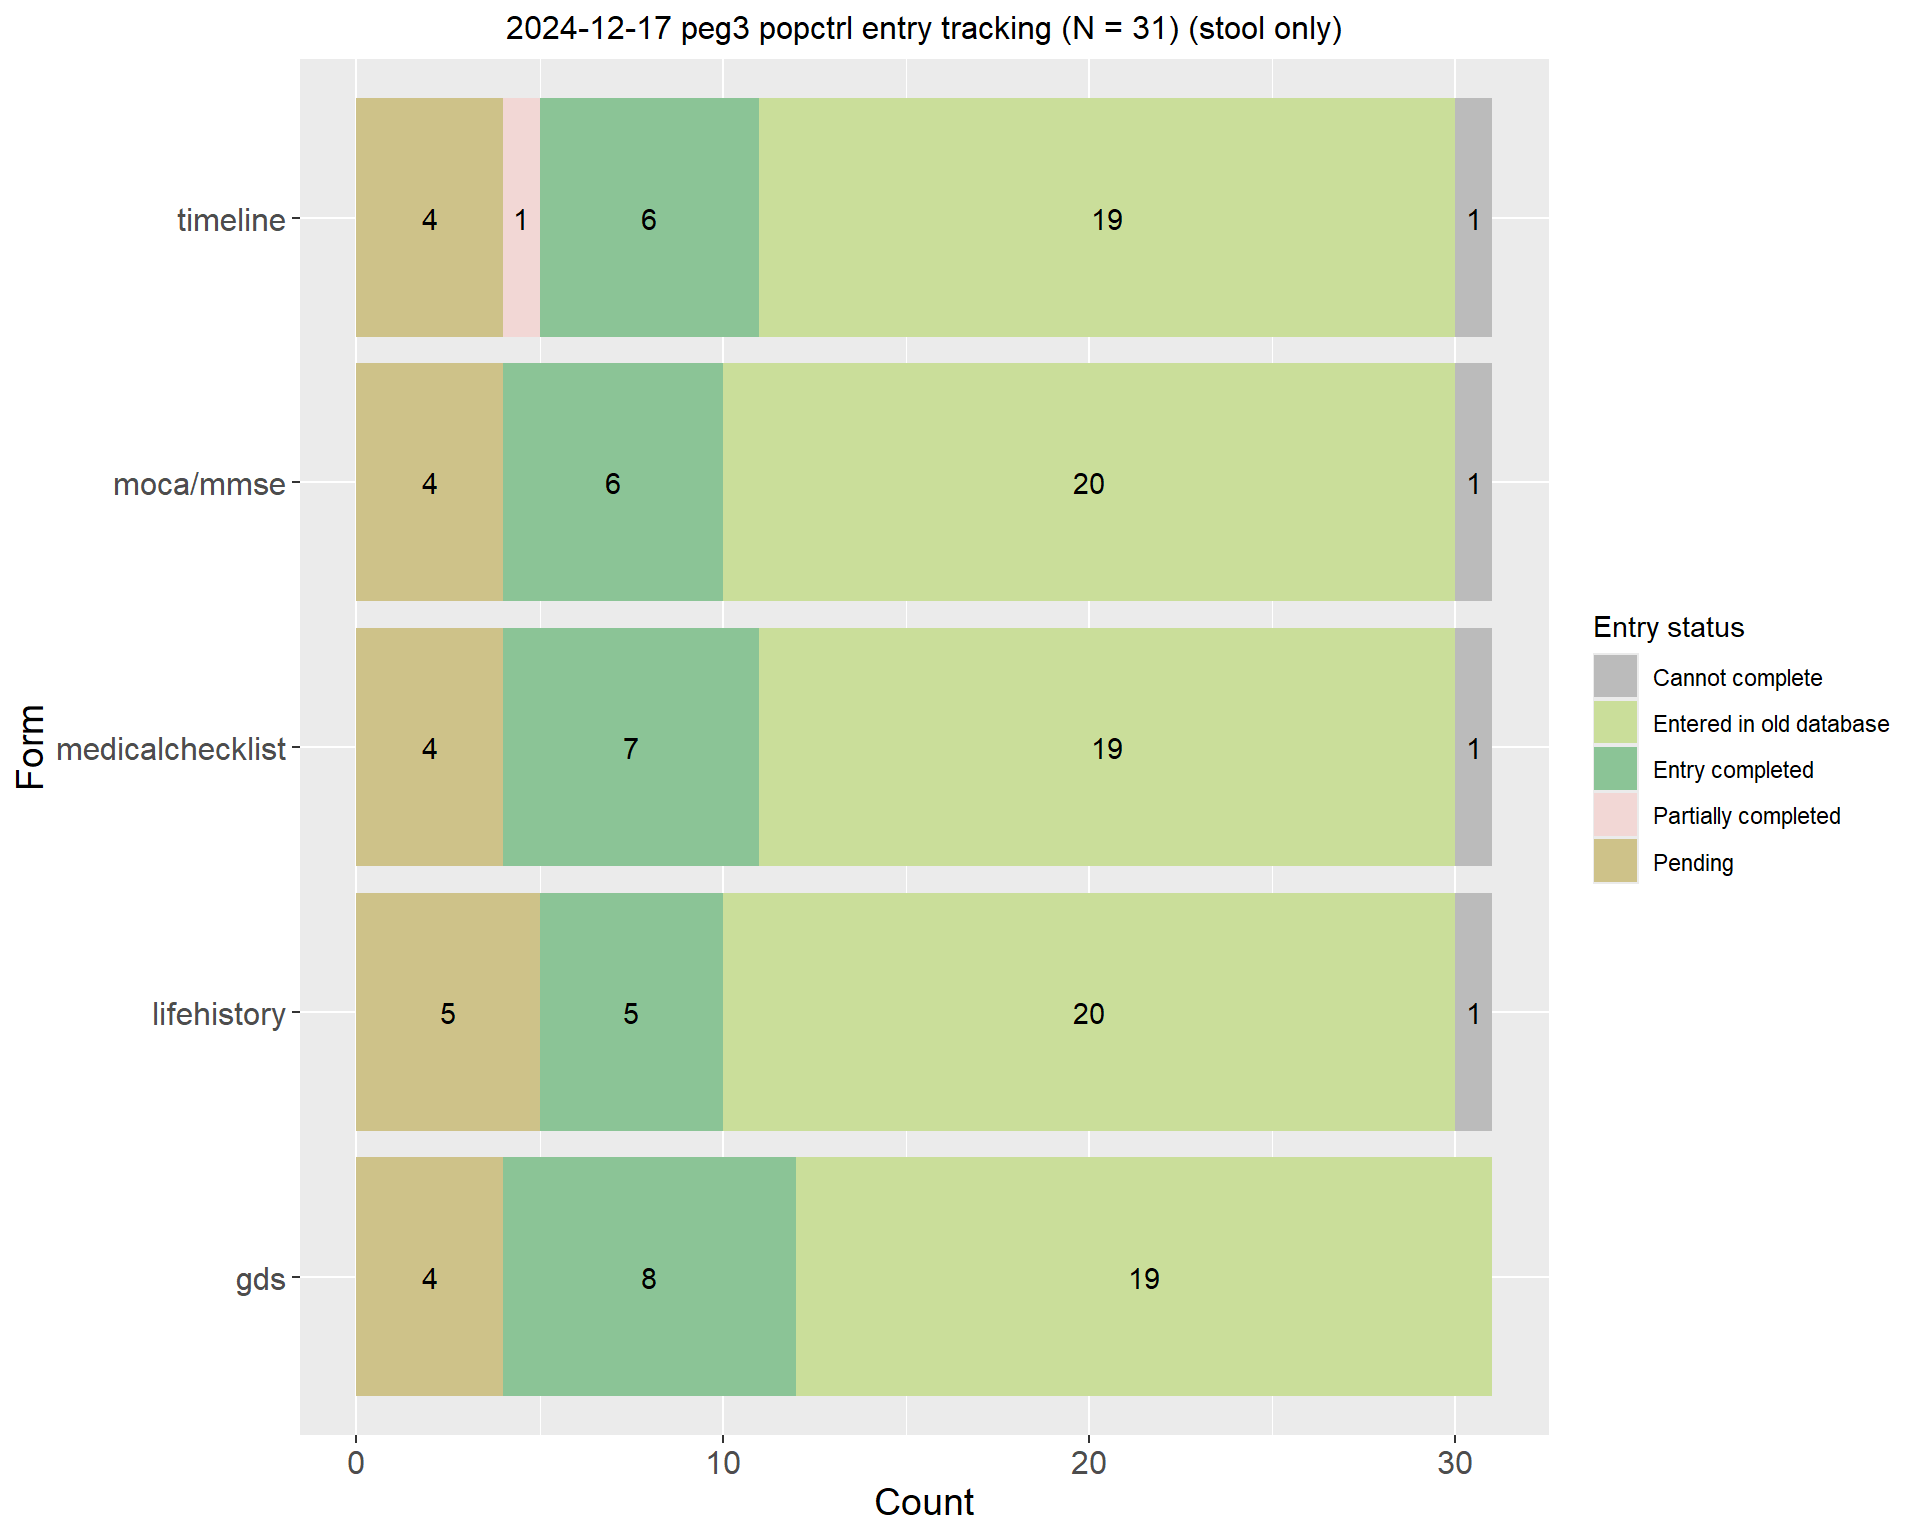 2024-12-17 peg3 popctrl entry tracking (N = 31) (stool only)
timeline
4 1 6 19 1
moca/mmse
4 6 20 1
medicalchecklist
4 7 19 1
lifehistory
5 5 20 1
gds
4 8 19
0 10 20 30
Count
Form
Entry status
Cannot complete
Entered in old database
Entry completed
Partially completed
Pending